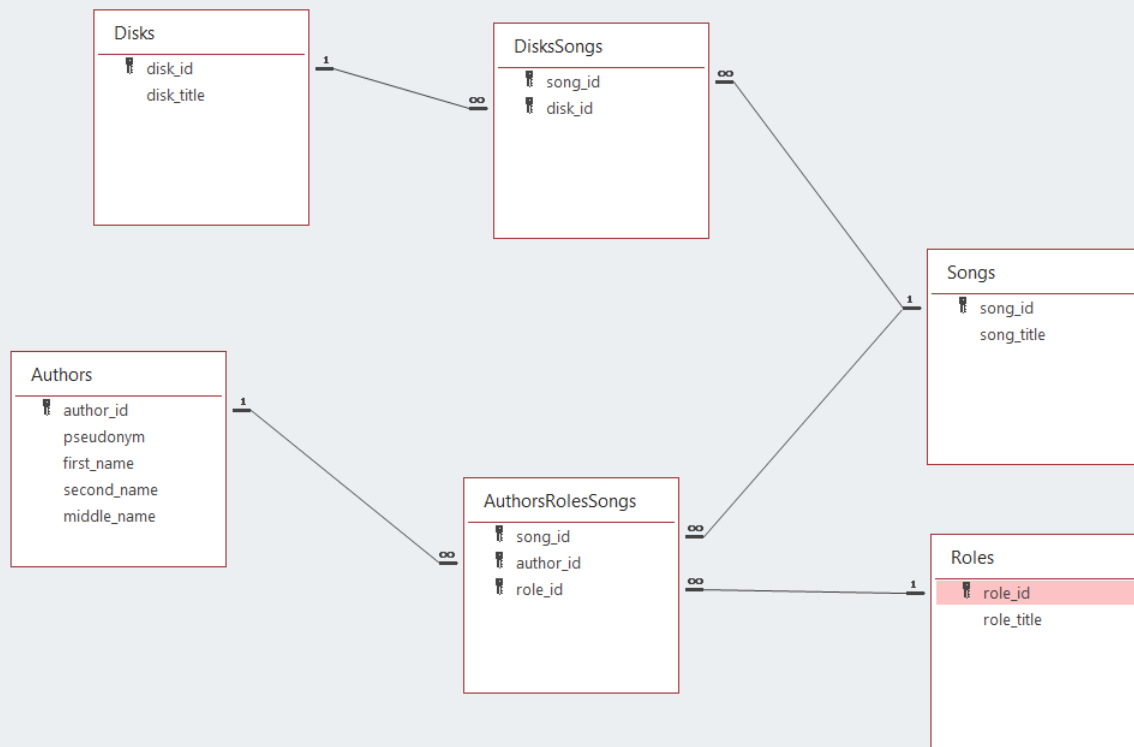 Disks
disk_id
disk_title
1
∞
DisksSongs
song_id
disk_id
∞
Songs
song_id
song_title
1
Authors
author_id
pseudonym
first_name
second_name
middle_name
1
∞
AuthorsRolesSongs
song_id
author_id
role_id
∞
∞
1
Roles
role_id
role_title